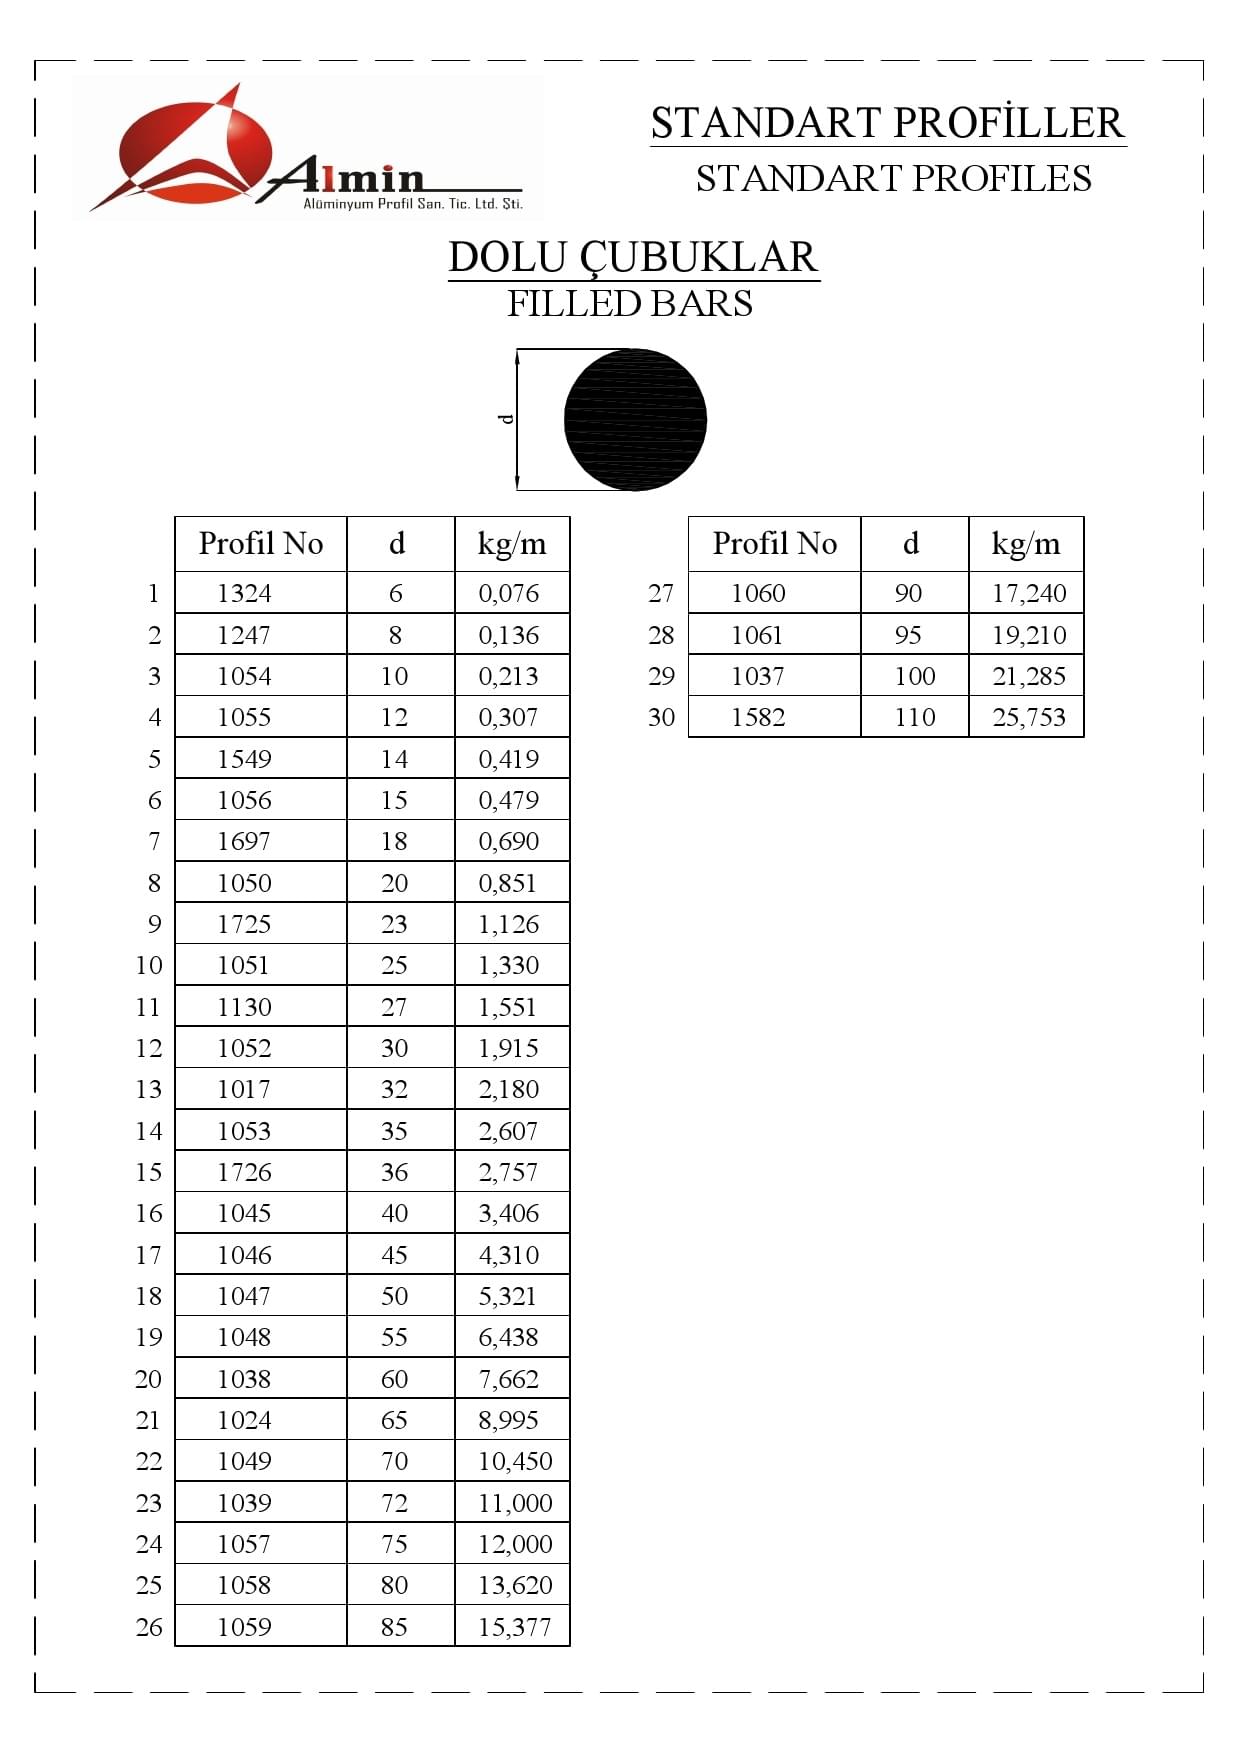 Almin
Alüminyum Profil San. Tic. Ltd. Şti.
STANDART PROFİLLER
STANDART PROFILES
DOLU ÇUBUKLAR
FILLED BARS
d
Profil No d kg/m
1 1324 6 0,076
2 1247 8 0,136
3 1054 10 0,213
4 1055 12 0,307
5 1549 14 0,419
6 1056 15 0,479
7 1697 18 0,690
8 1050 20 0,851
9 1725 23 1,126
10 1051 25 1,330
11 1130 27 1,551
12 1052 30 1,915
13 1017 32 2,180
14 1053 35 2,607
15 1726 36 2,757
16 1045 40 3,406
17 1046 45 4,310
18 1047 50 5,321
19 1048 55 6,438
20 1038 60 7,662
21 1024 65 8,995
22 1049 70 10,450
23 1039 72 11,000
24 1057 75 12,000
25 1058 80 13,620
26 1059 85 15,377
Profil No d kg/m
27 1060 90 17,240
28 1061 95 19,210
29 1037 100 21,285
30 1582 110 25,753